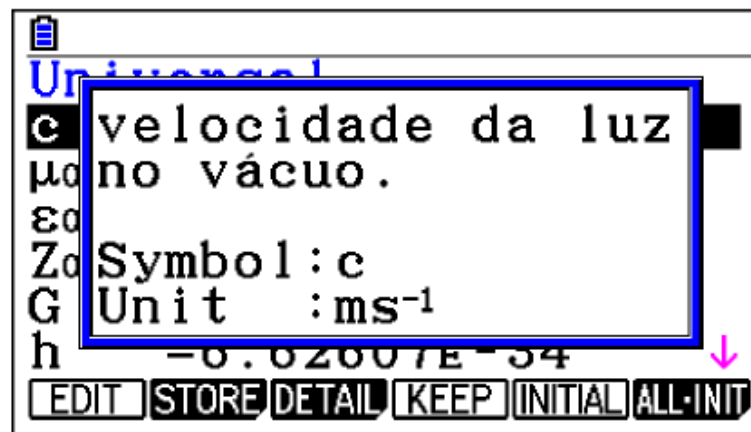 Universal
c velocidade da luz
μ₀ no vácuo.
ε₀
Z₀ Symbol:c
G Unit :ms⁻¹
h =6.62607E-34
EDIT STORE DETAIL KEEP INITIAL ALL·INIT